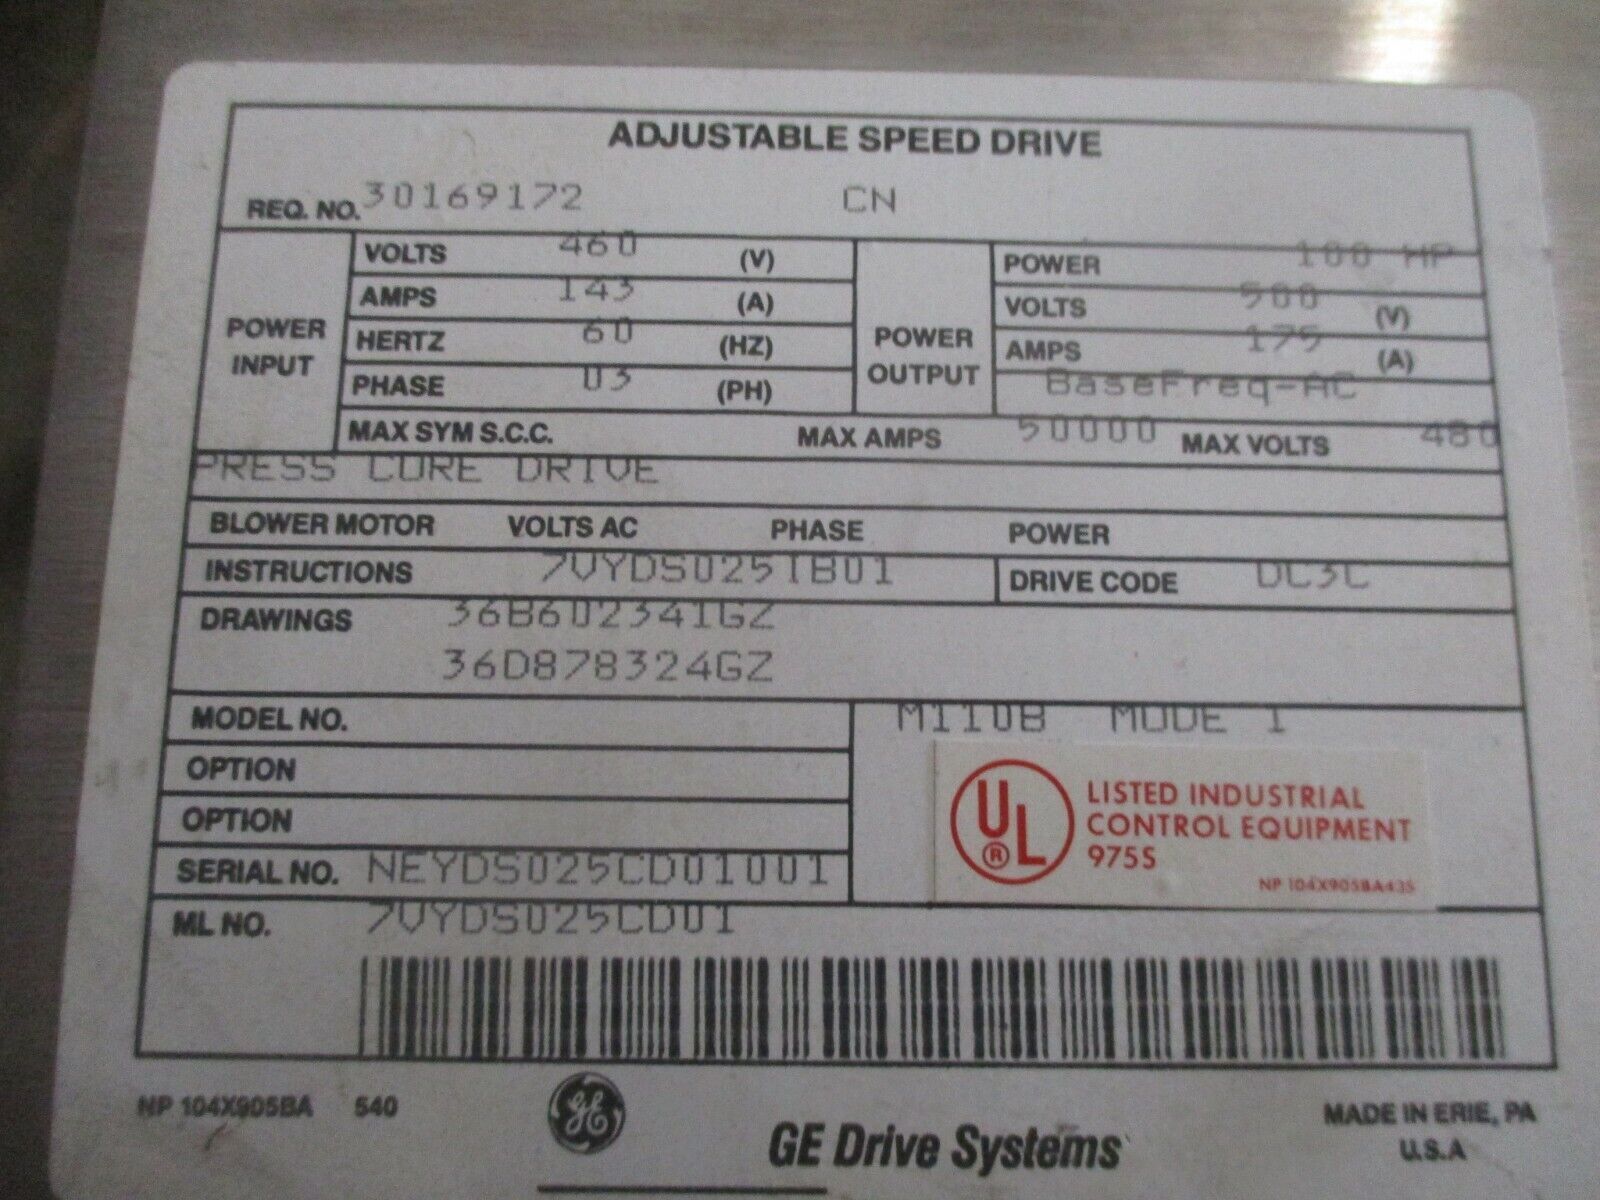 ADJUSTABLE SPEED DRIVE
REQ. NO. 30169172 CN
POWER INPUT
VOLTS 460 (V)
AMPS 143 (A)
HERTZ 60 (HZ)
PHASE 03 (PH)
POWER OUTPUT
POWER 100 HP
VOLTS 500 (V)
AMPS 175 (A)
BaseFreq-AC
MAX SYM S.C.C. MAX AMPS 50000 MAX VOLTS 480
PRESS CURE DRIVE
BLOWER MOTOR VOLTS AC PHASE POWER
INSTRUCTIONS 7VYDS025IB01 DRIVE CODE DC3C
DRAWINGS 36B602341GZ
36D878324GZ
MODEL NO. M110B MODE I
OPTION
OPTION
UL ® LISTED INDUSTRIAL
CONTROL EQUIPMENT
975S
NP 104X905BA43S
SERIAL NO. NEYDS025CD01001
ML NO. 7VYDS025CD01
NP 104X905BA 540
GE GE Drive Systems
MADE IN ERIE, PA
U.S.A